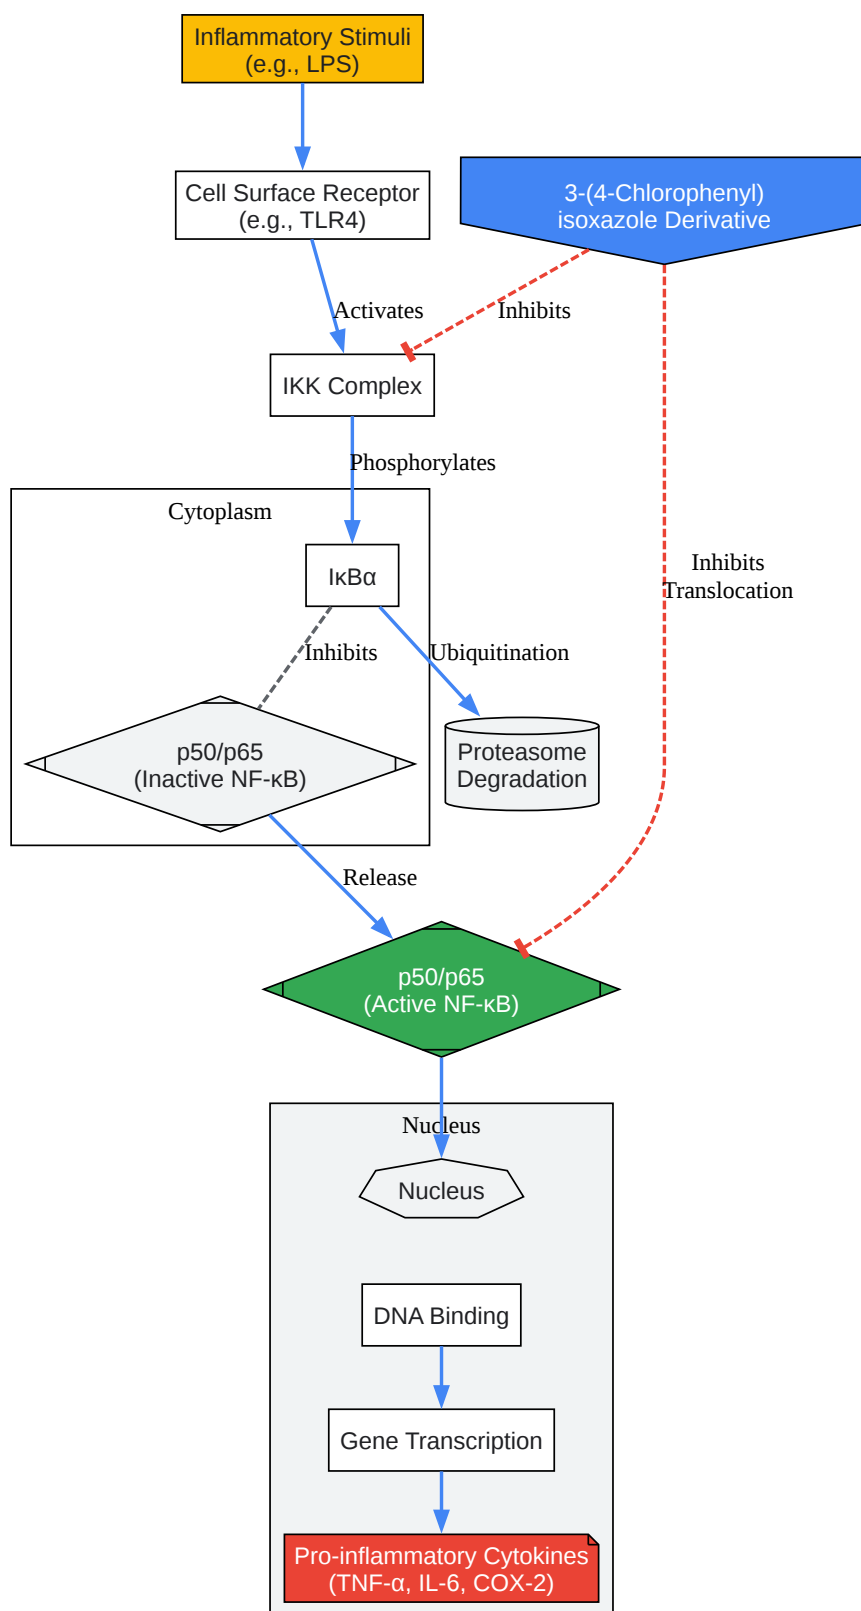 Inflammatory Stimuli
(e.g., LPS)
Cell Surface Receptor
(e.g., TLR4)
3-(4-Chlorophenyl)
isoxazole Derivative
Activates
Inhibits
IKK Complex
Phosphorylates
Cytoplasm
IκBα
Inhibits
Translocation
Inhibits
Ubiquitination
p50/p65
(Inactive NF-κB)
Proteasome
Degradation
Release
p50/p65
(Active NF-κB)
Nucleus
Nucleus
DNA Binding
Gene Transcription
Pro-inflammatory Cytokines
(TNF-α, IL-6, COX-2)